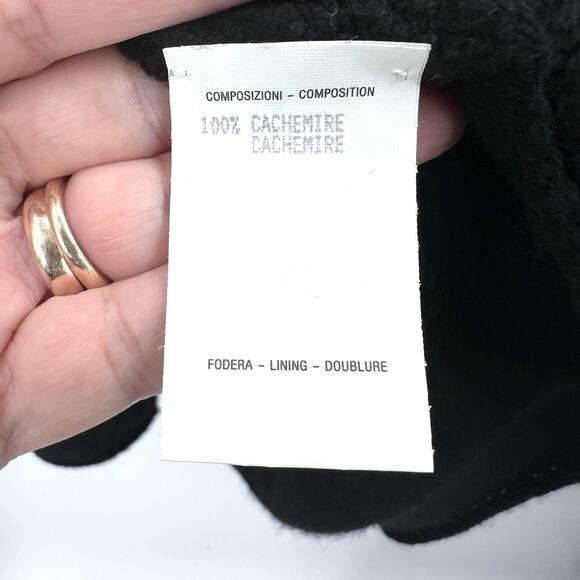 COMPOSIZIONI - COMPOSITION
100% CACHEMIRE
CACHEMIRE
FODERA - LINING - DOUBLURE